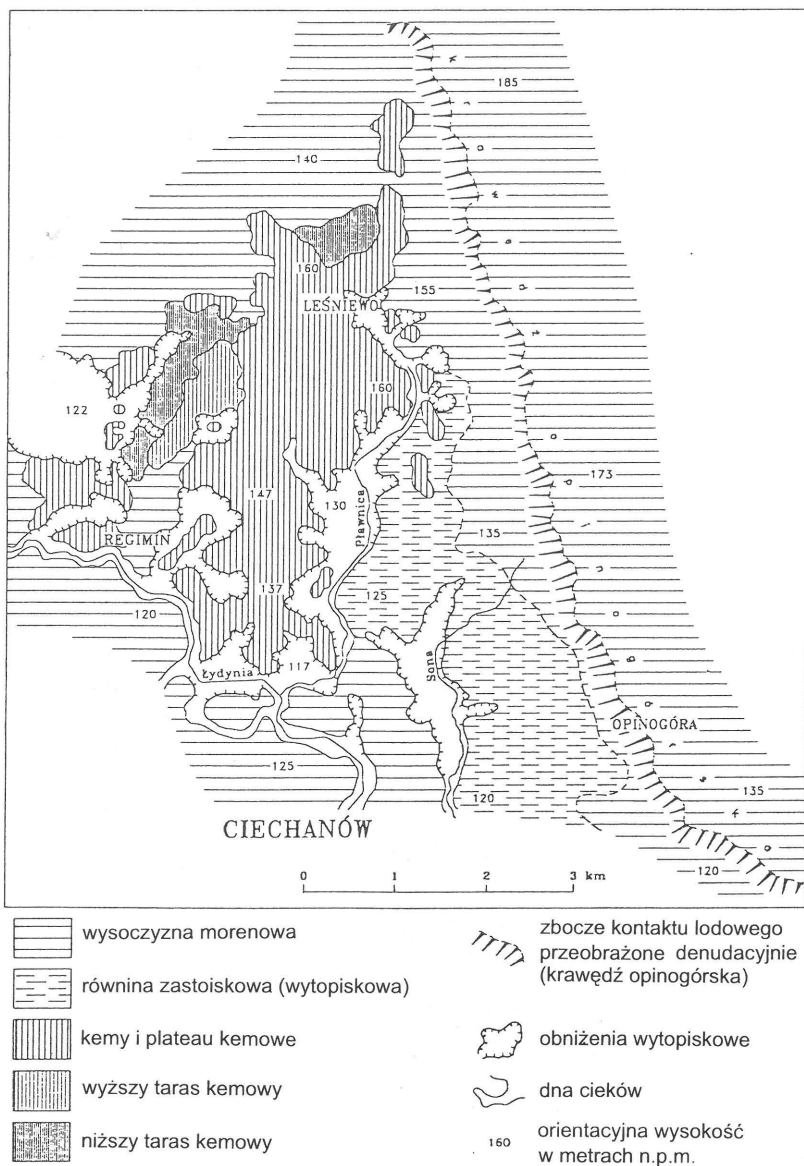 185
140
160
LEŚNIEWO
155
122
160
173
147
130
Pławnica
135
REGIMIN
137
125
120
Łydynia
117
Sona
OPINOGÓRA
125
120
135
CIECHANÓW
120
0 1 2 3 km
wysoczyzna morenowa
równina zastoiskowa (wytopiskowa)
kemy i plateau kemowe
wyższy taras kemowy
niższy taras kemowy
zbocze kontaktu lodowego
przeobrażone denudacyjnie
(krawędź opinogórska)
obniżenia wytopiskowe
dna cieków
160
orientacyjna wysokość
w metrach n.p.m.